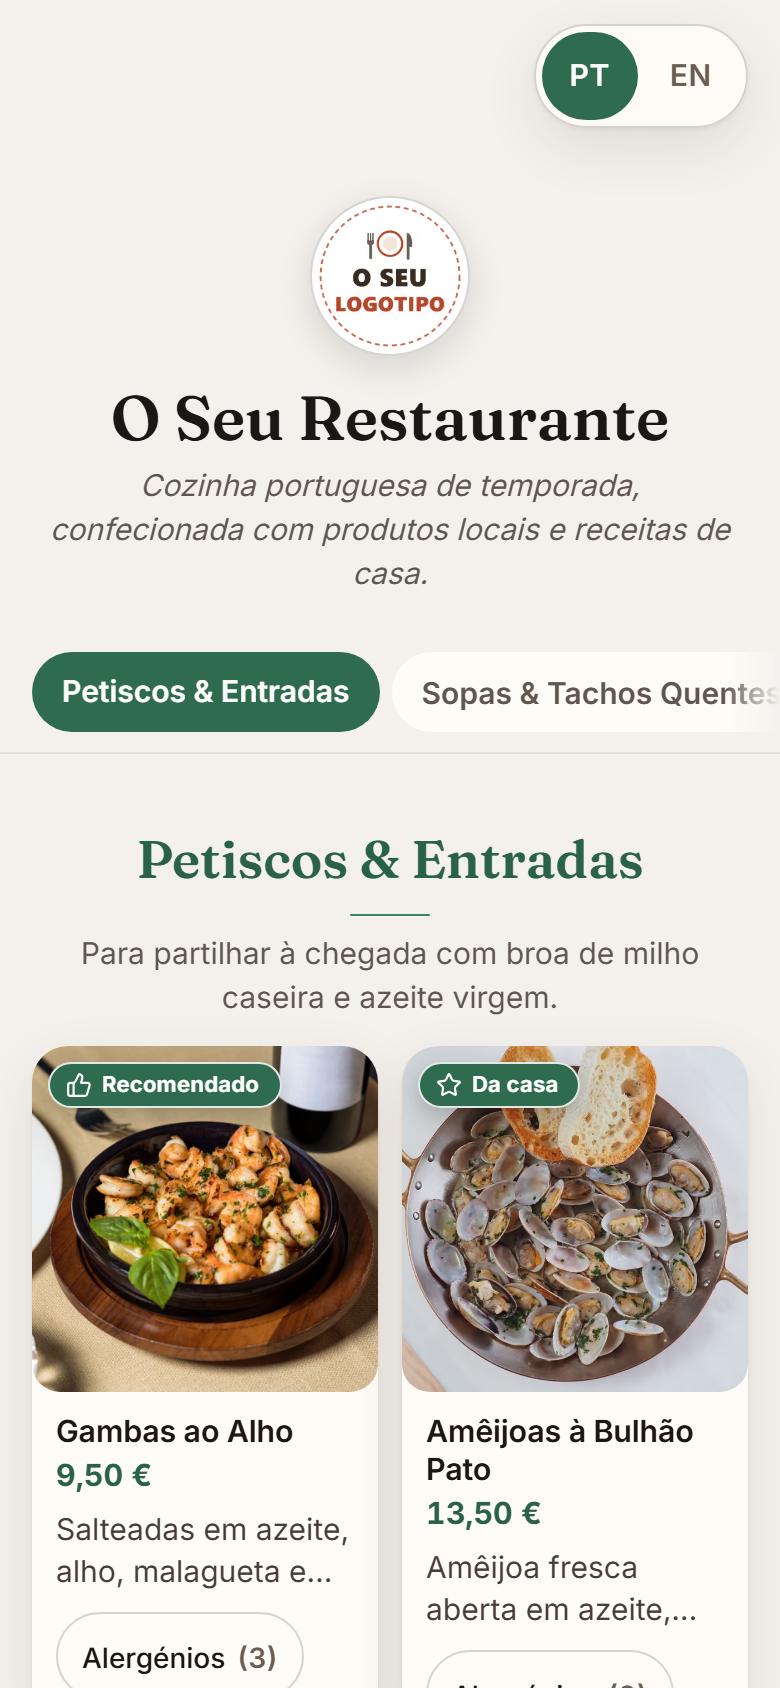 PT EN
O SEU
LOGOTIPO
O Seu Restaurante
Cozinha portuguesa de temporada,
confecionada com produtos locais e receitas de
casa.
Petiscos & Entradas
Sopas & Tachos Quentes
Petiscos & Entradas
Para partilhar à chegada com broa de milho
caseira e azeite virgem.
Recomendado
Gambas ao Alho
9,50 €
Salteadas em azeite,
alho, malagueta e...
Alergénios (3)
Da casa
Amêijoas à Bulhão
Pato
13,50 €
Amêijoa fresca
aberta em azeite,...